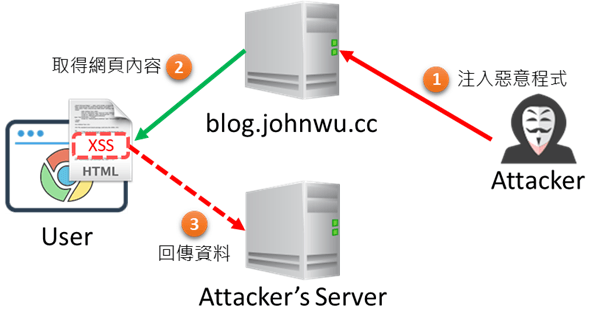 取得網頁內容
2
1
注入惡意程式
blog.johnwu.cc
XSS
HTML
Attacker
User
3
回傳資料
Attacker's Server